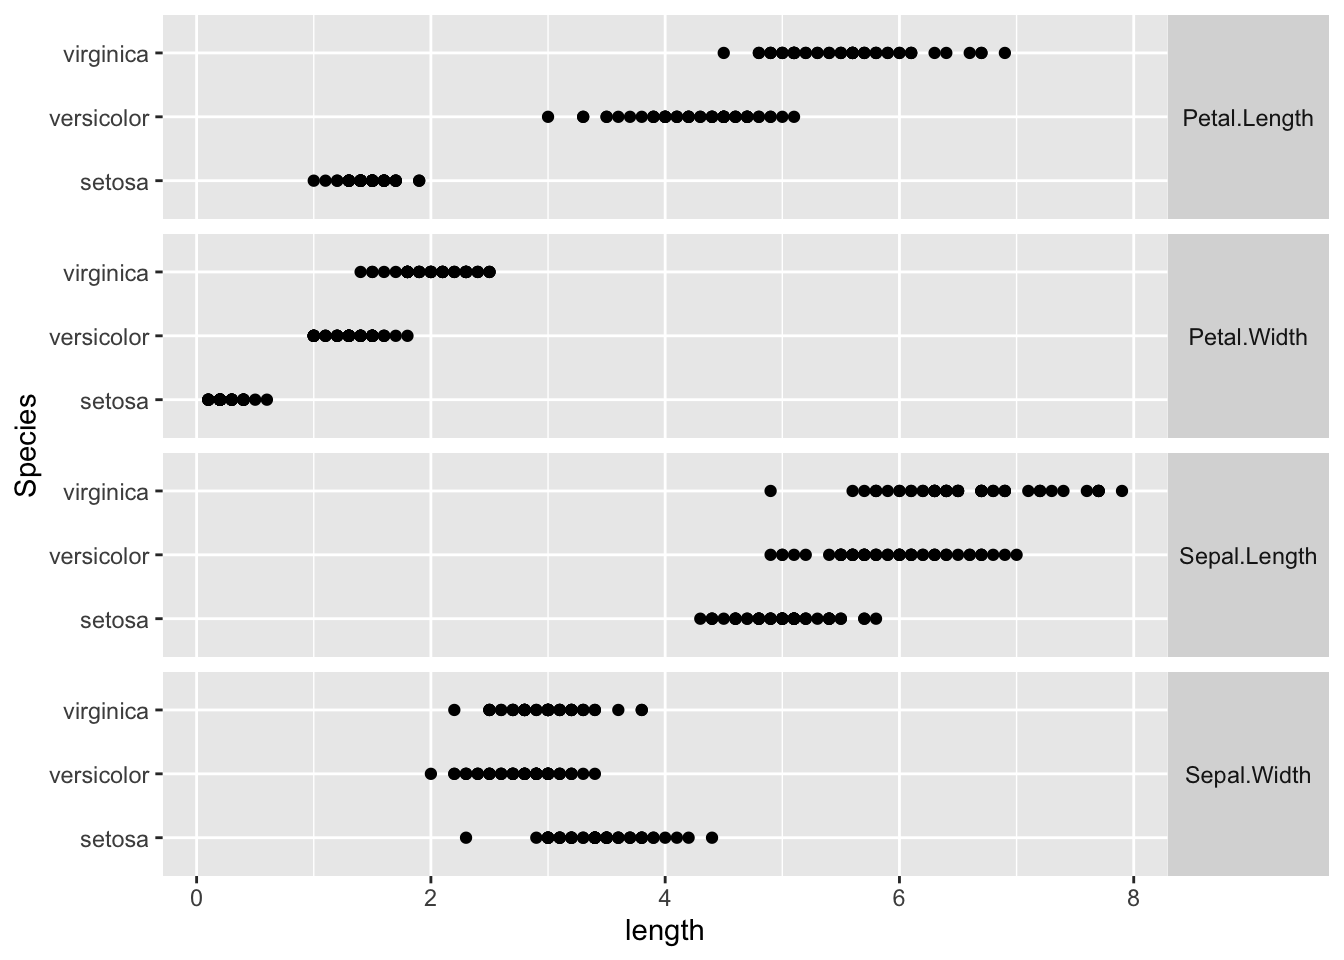 virginica
versicolor
setosa
Petal.Length
virginica
versicolor
setosa
Petal.Width
virginica
versicolor
setosa
Sepal.Length
virginica
versicolor
setosa
Sepal.Width
Species
0 2 4 6 8
length